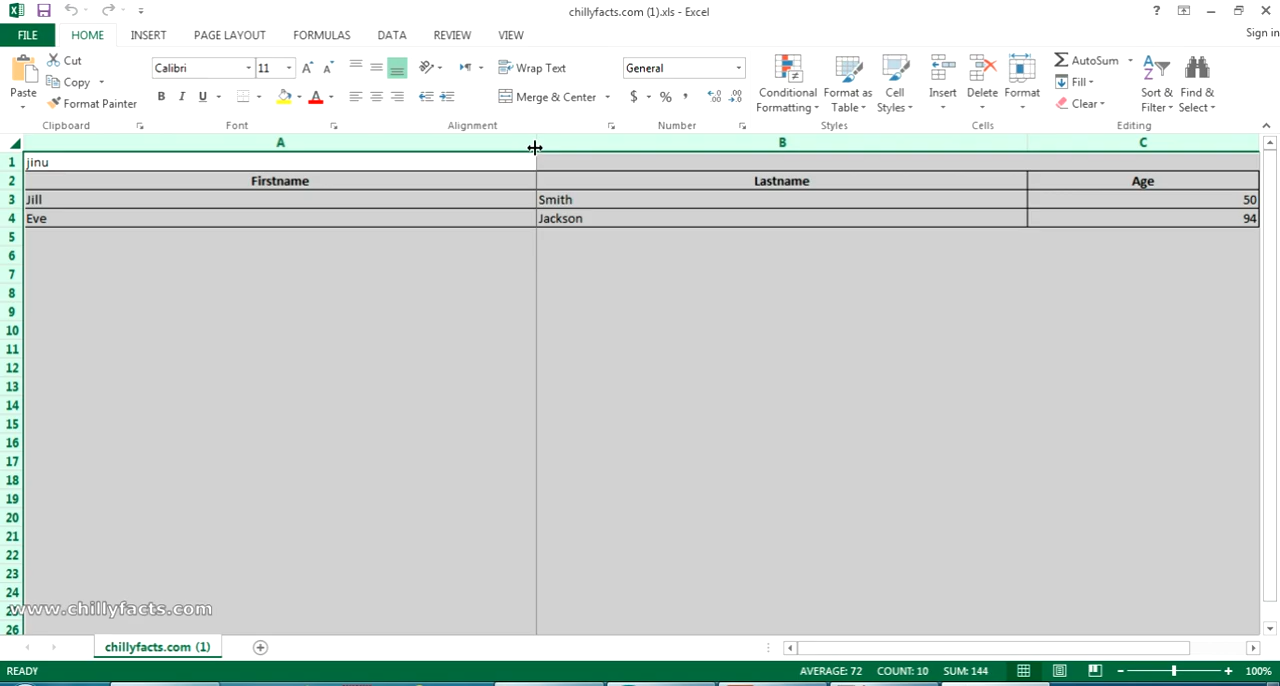 chillyfacts.com (1).xls - Excel
?
FILE HOME INSERT PAGE LAYOUT FORMULAS DATA REVIEW VIEW
Sign in
Paste
Cut
Copy
Format Painter
Clipboard
Calibri 11
B I U
Font
Wrap Text
Merge & Center
Alignment
General
$ % ,
Number
Conditional Formatting
Format as Table
Cell Styles
Styles
Insert
Delete
Format
Cells
AutoSum
Fill
Clear
Sort & Filter
Find & Select
Editing
A B C
1 jinu
2 Firstname Lastname Age
3 Jill Smith 50
4 Eve Jackson 94
5
6
7
8
9
10
11
12
13
14
15
16
17
18
19
20
21
22
23
24
www.chillyfacts.com
26
chillyfacts.com (1)
READY AVERAGE: 72 COUNT: 10 SUM: 144 100%